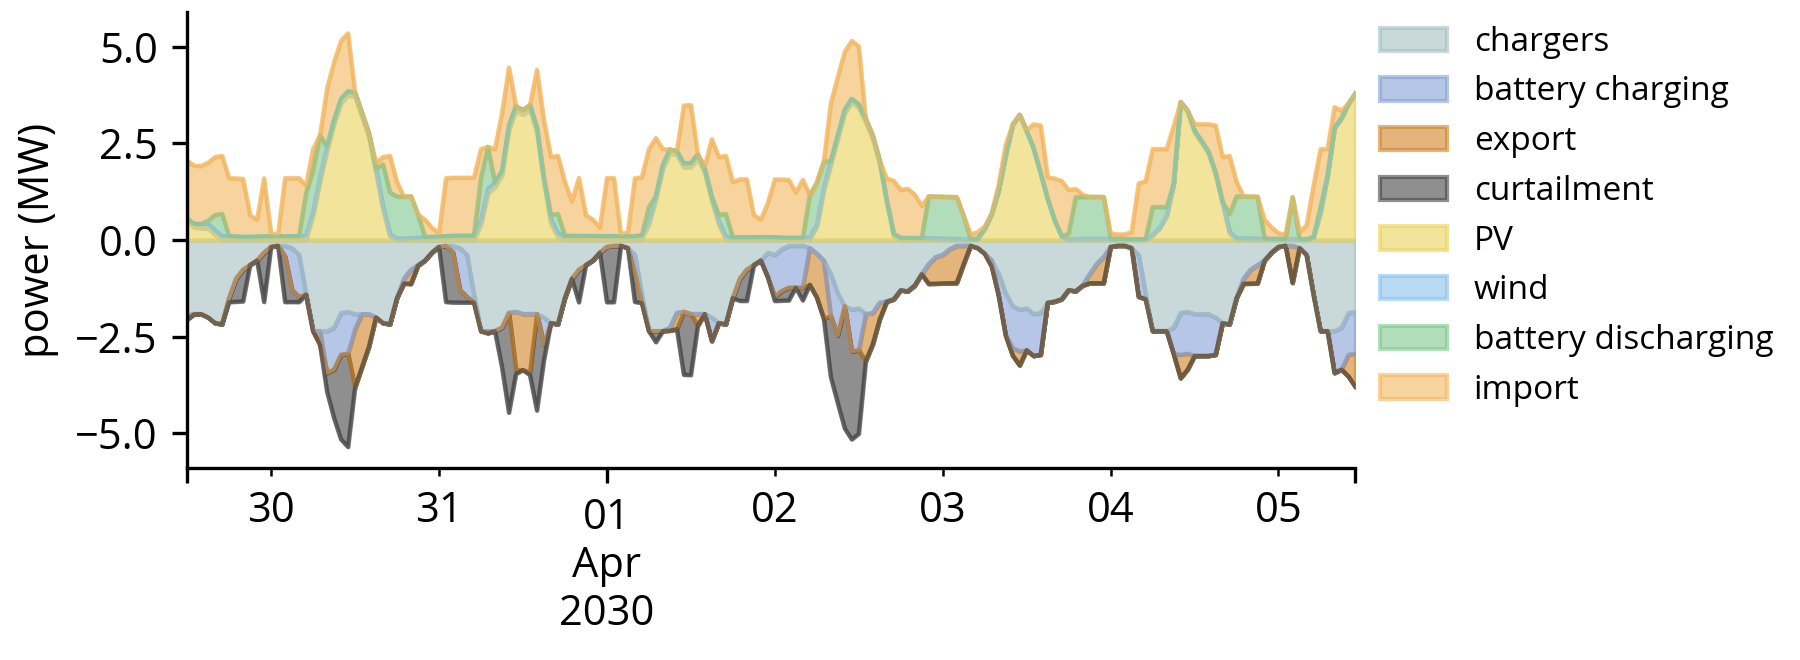 power (MW)
5.0
2.5
0.0
−2.5
−5.0
30
31
01
02
03
04
05
Apr
2030
chargers
battery charging
export
curtailment
PV
wind
battery discharging
import